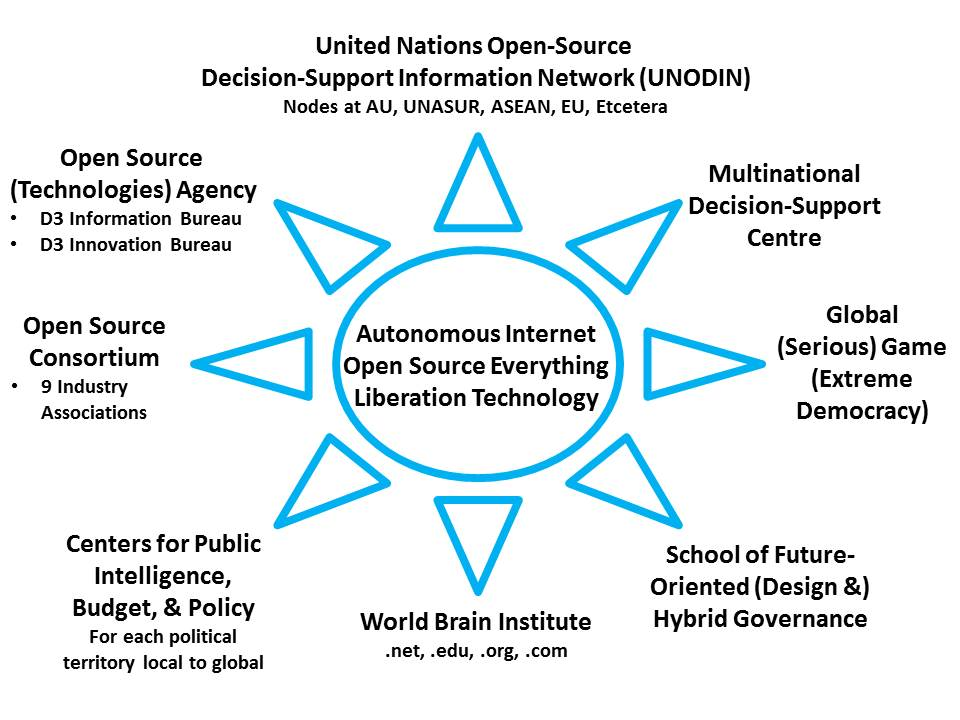 United Nations Open-Source
Decision-Support Information Network (UNODIN)
Nodes at AU, UNASUR, ASEAN, EU, Etcetera
Open Source
(Technologies) Agency
• D3 Information Bureau
• D3 Innovation Bureau
Multinational
Decision-Support
Centre
Open Source
Consortium
• 9 Industry
Associations
Autonomous Internet
Open Source Everything
Liberation Technology
Global
(Serious) Game
(Extreme
Democracy)
Centers for Public
Intelligence,
Budget, & Policy
For each political
territory local to global
World Brain Institute
.net, .edu, .org, .com
School of Future-
Oriented (Design &)
Hybrid Governance